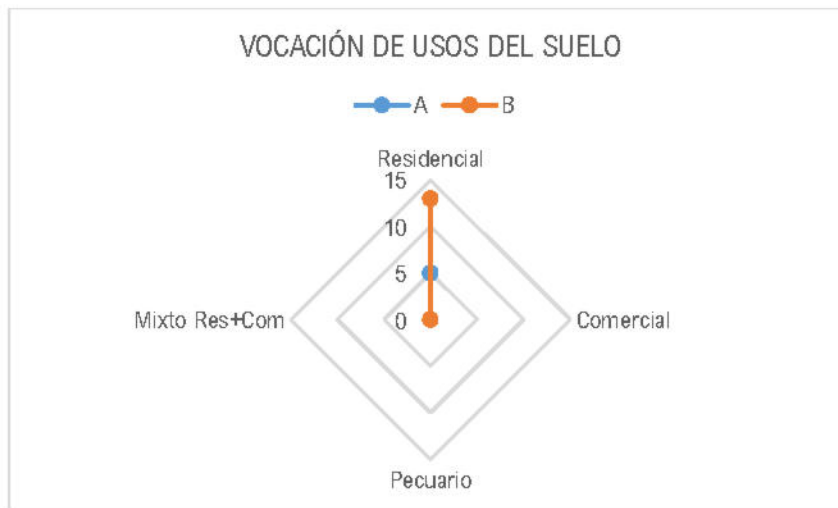 VOCACIÓN DE USOS DEL SUELO
A B
Residencial
15
10
5
0
Mixto Res+Com
Comercial
Pecuario